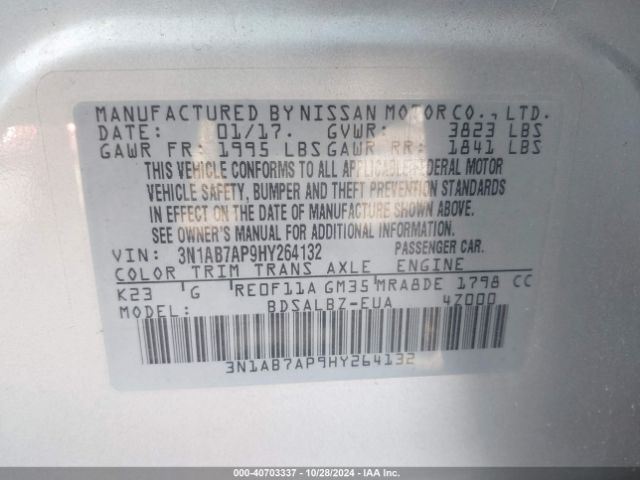 MANUFACTURED BY NISSAN MOTOR CO., LTD.
DATE: 01/17. GVWR: 3823 LBS
GAWR FR: 1995 LBS GAWR RR: 1841 LBS
THIS VEHICLE CONFORMS TO ALL APPLICABLE FEDERAL MOTOR
VEHICLE SAFETY, BUMPER AND THEFT PREVENTION STANDARDS
IN EFFECT ON THE DATE OF MANUFACTURE SHOWN ABOVE.
SEE OWNER'S MANUAL FOR ADDITIONAL INFORMATION
VIN: 3N1AB7AP9HY264132 PASSENGER CAR.
COLOR TRIM TRANS AXLE ENGINE
K23 G RE0F11A GM35 MRA8DE 1798 CC
MODEL: BDSALBZ-EUA 4Z000
3N1AB7AP9HY264132
000-40703337 - 10/28/2024 - IAA Inc.